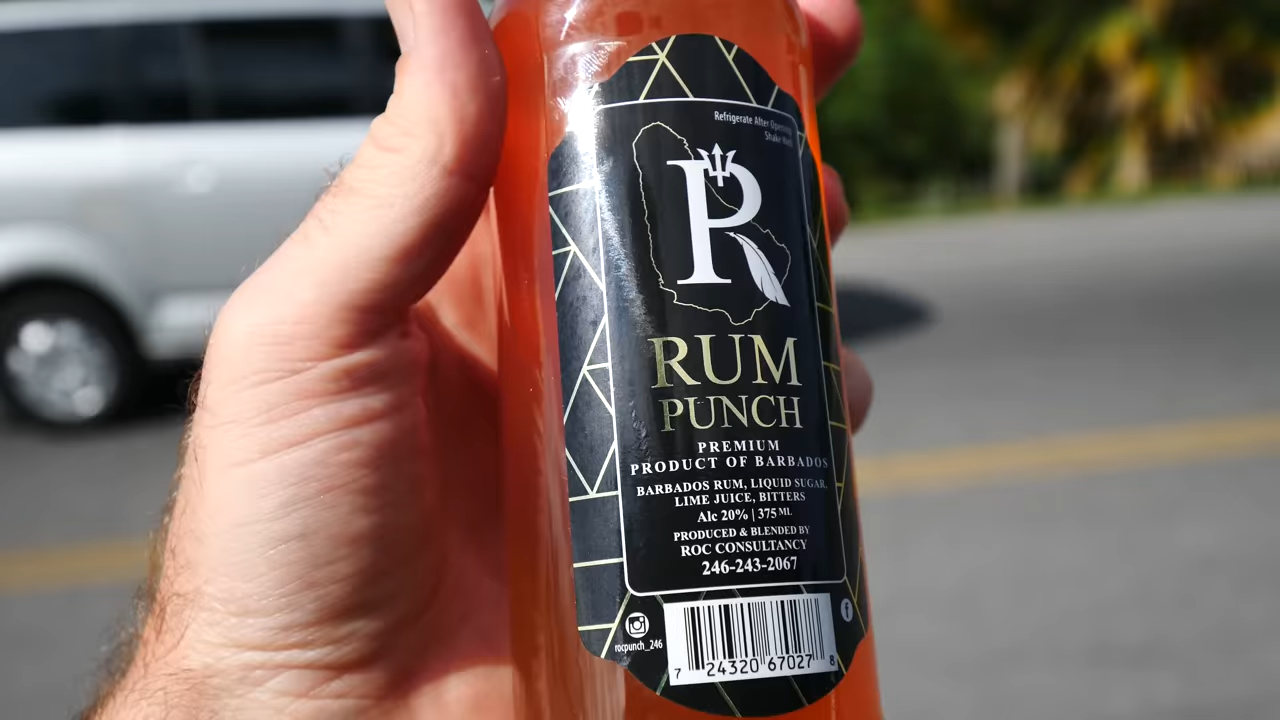 Refrigerate After Opening
Shake Well
R
RUM
PUNCH
PREMIUM
PRODUCT OF BARBADOS
BARBADOS RUM, LIQUID SUGAR,
LIME JUICE, BITTERS
Alc 20% | 375 ML
PRODUCED & BLENDED BY
ROC CONSULTANCY
246-243-2067
rocpunch_246
7 24320 67027 8